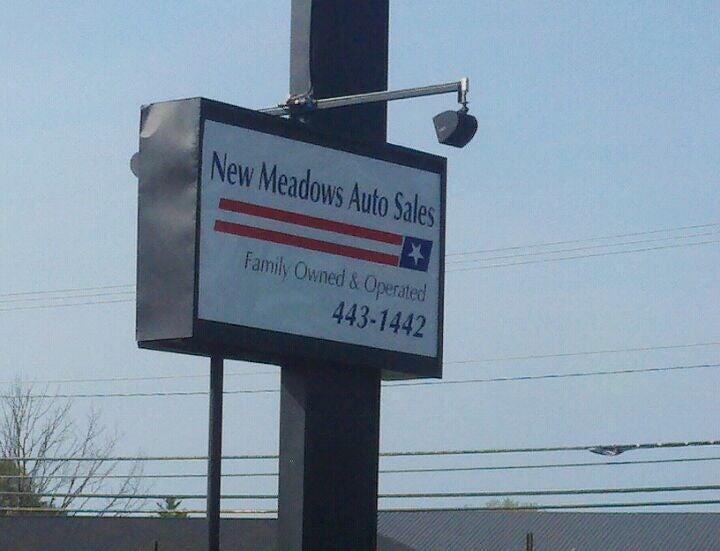 New Meadows Auto Sales
Family Owned & Operated
443-1442